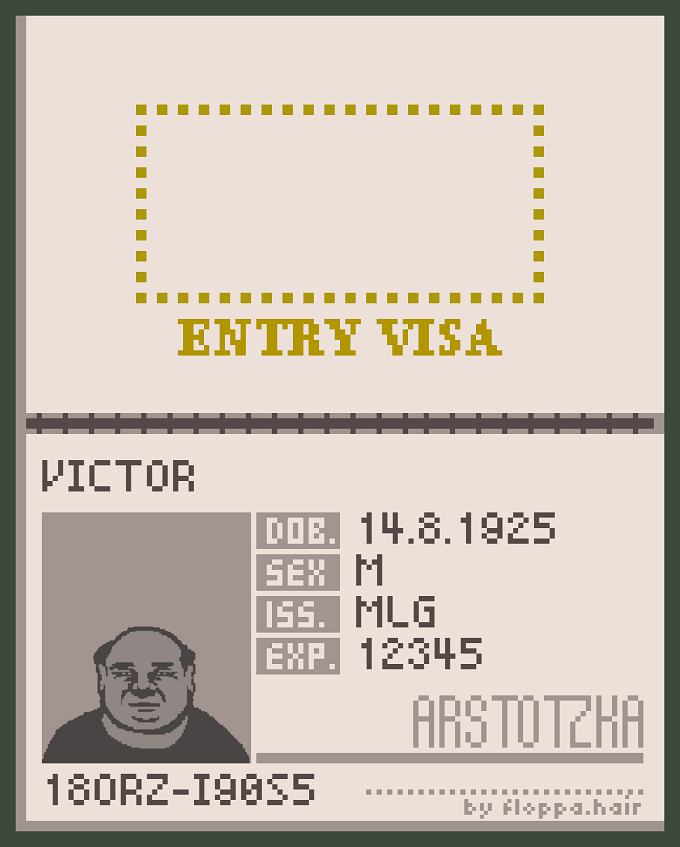 ENTRY VISA
VICTOR
DOB. 14.8.1925
SEX M
ISS. MLG
EXP. 12345
ARSTOTZKA
18ORZ-I90S5
by floppa.hair